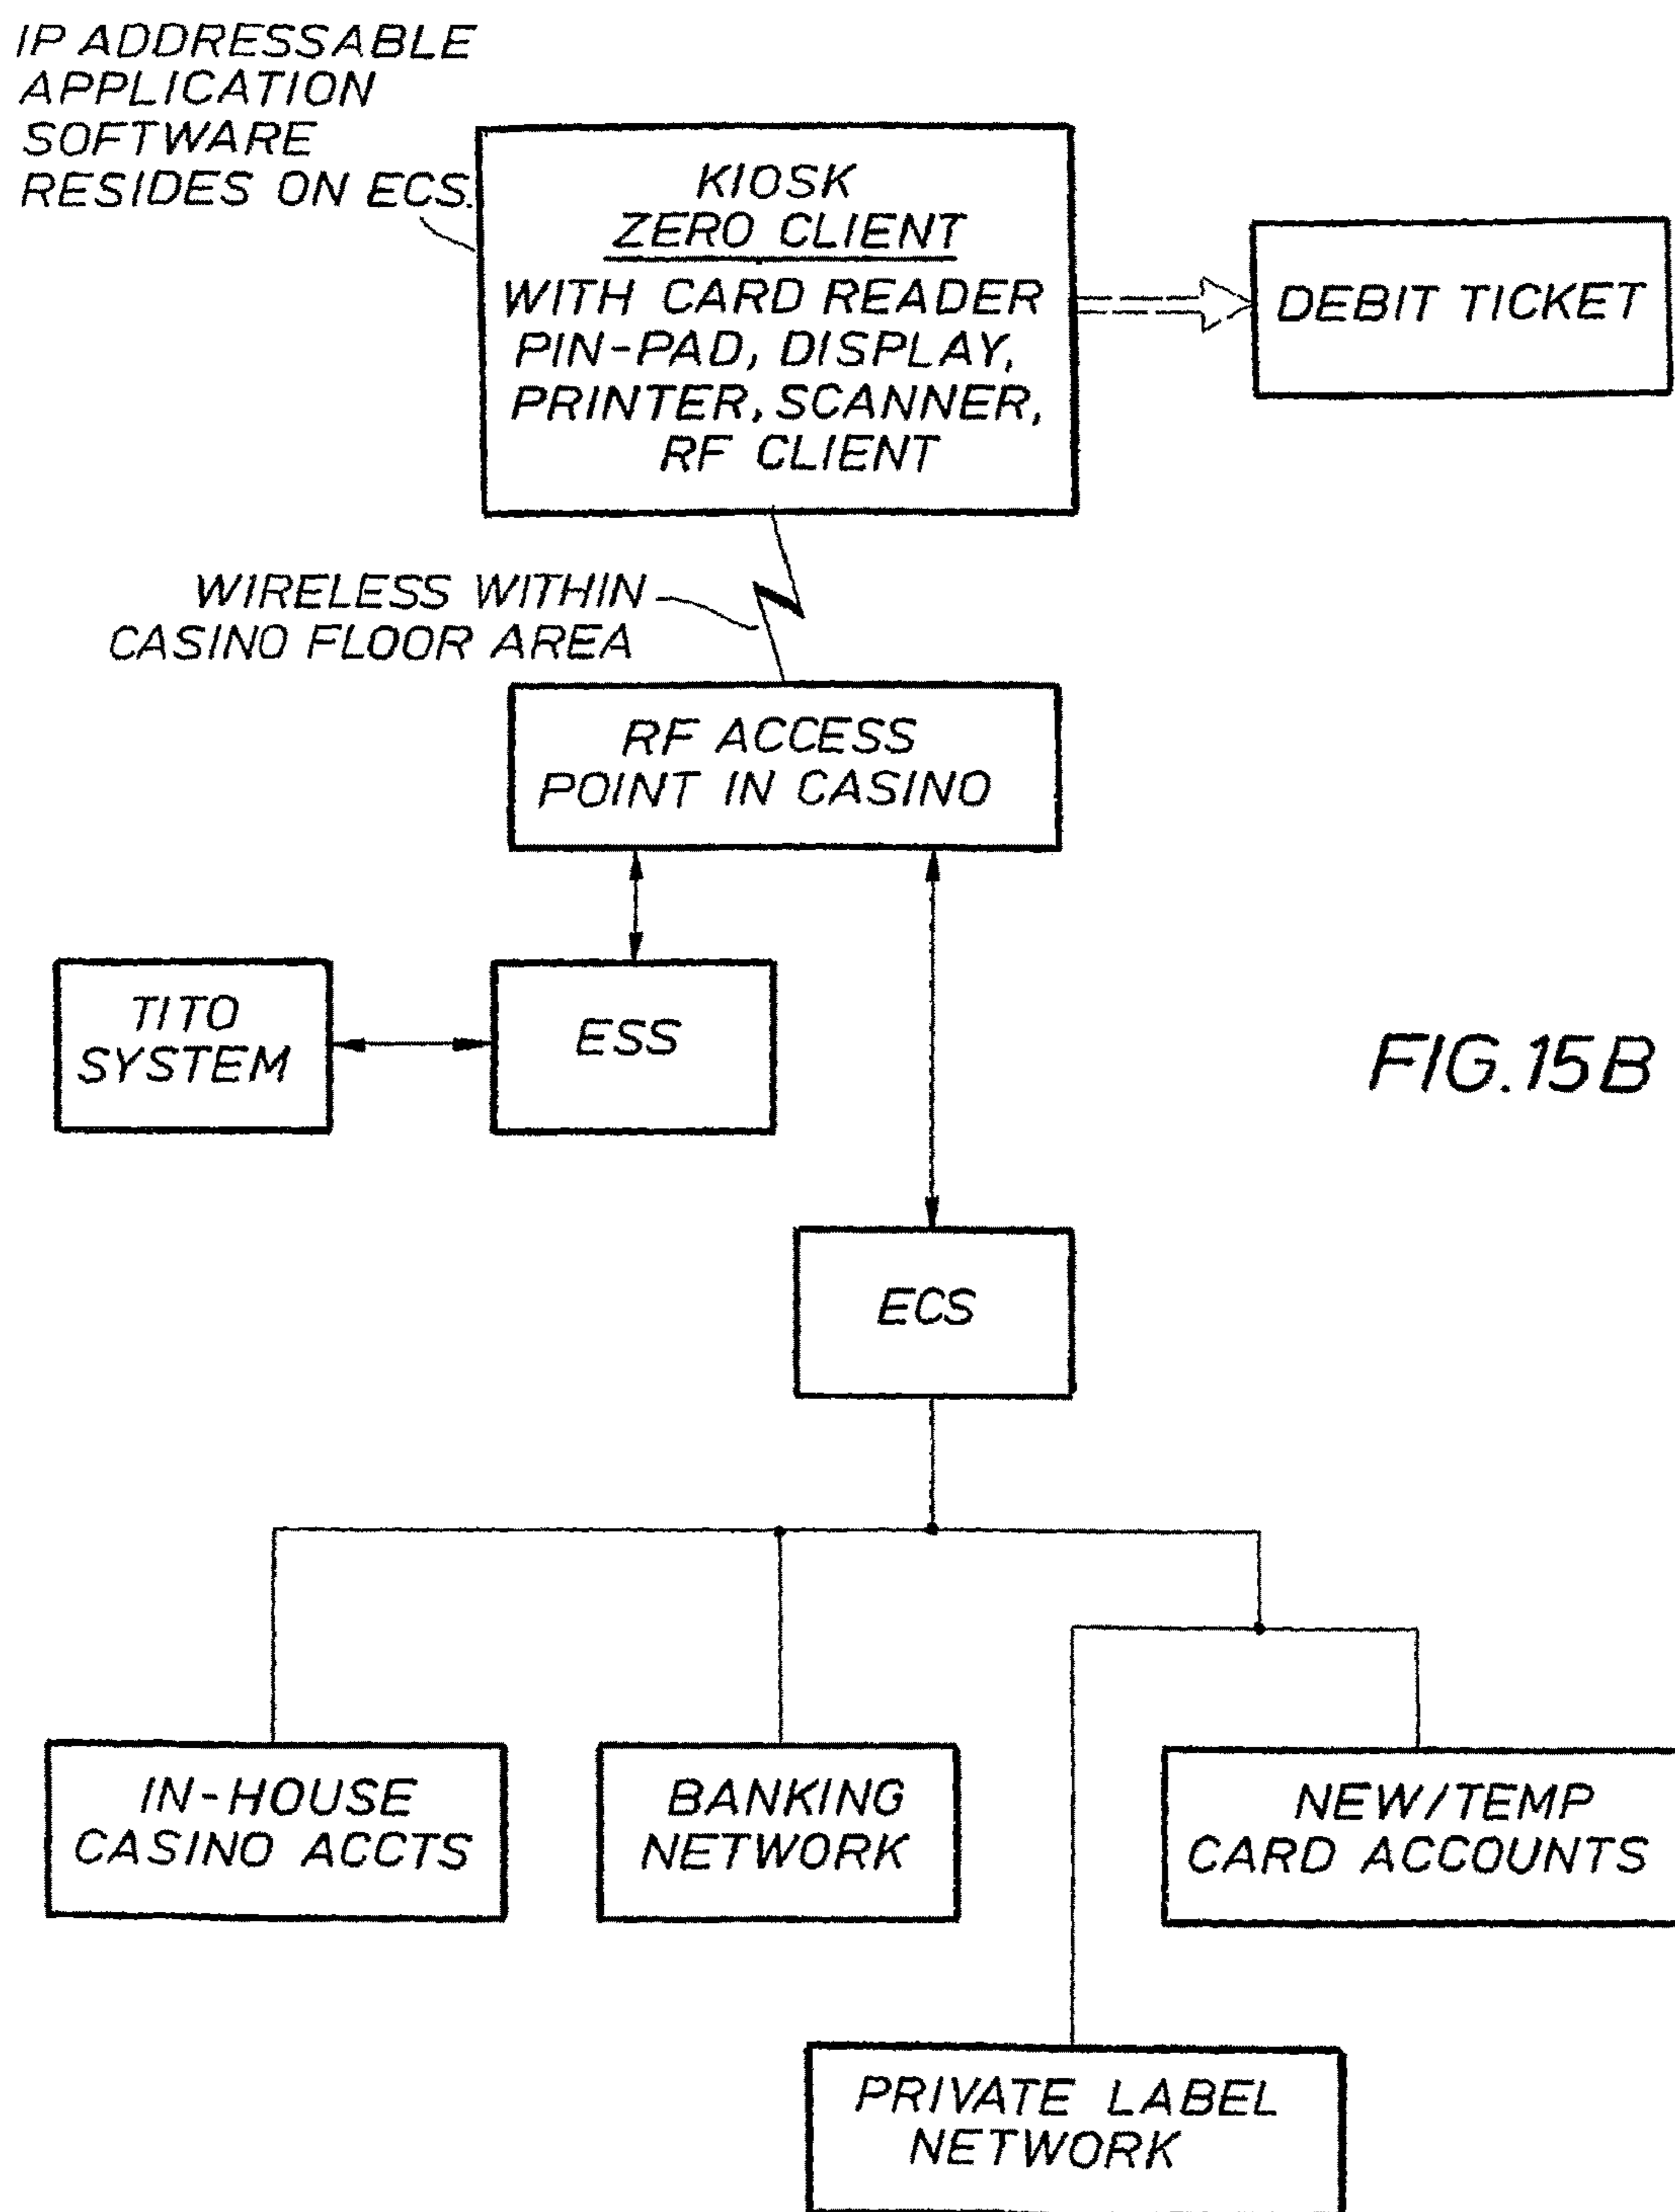 IP ADDRESSABLE
APPLICATION
SOFTWARE
RESIDES ON ECS.
KIOSK
ZERO CLIENT
WITH CARD READER
PIN-PAD, DISPLAY,
PRINTER, SCANNER,
RF CLIENT
DEBIT TICKET
WIRELESS WITHIN
CASINO FLOOR AREA
RF ACCESS
POINT IN CASINO
TITO
SYSTEM
ESS
FIG. 15B
ECS
IN-HOUSE
CASINO ACCTS
BANKING
NETWORK
NEW/TEMP
CARD ACCOUNTS
PRIVATE LABEL
NETWORK